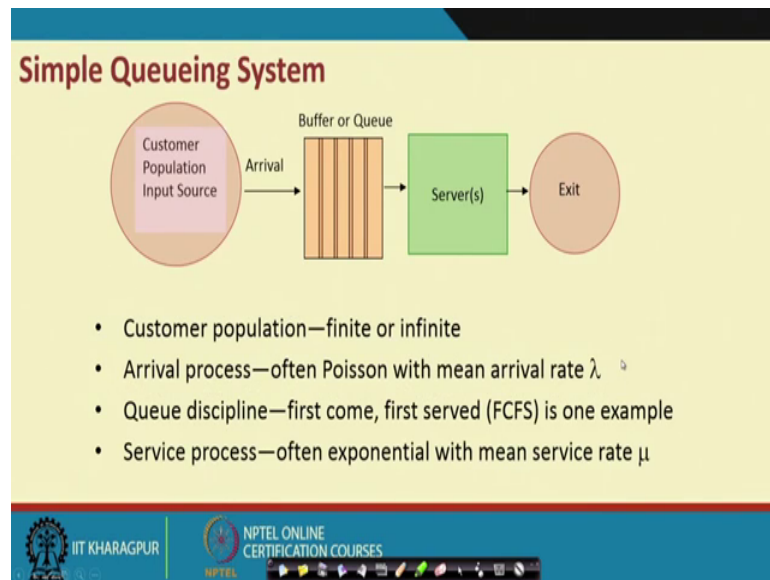 Simple Queueing System
Buffer or Queue
Customer
Population
Input Source
Arrival
Server(s)
Exit
• Customer population—finite or infinite
• Arrival process—often Poisson with mean arrival rate λ
• Queue discipline—first come, first served (FCFS) is one example
• Service process—often exponential with mean service rate μ
IIT KHARAGPUR
NPTEL ONLINE
CERTIFICATION COURSES
NPTEL